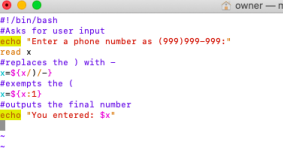 owner — m
#!/bin/bash
#Asks for user input
echo "Enter a phone number as (999)999-999:"
read x
#replaces the ) with -
x=${x/)/-}
#exempts the (
x=${x:1}
#outputs the final number
echo "You entered: $x"
~
~